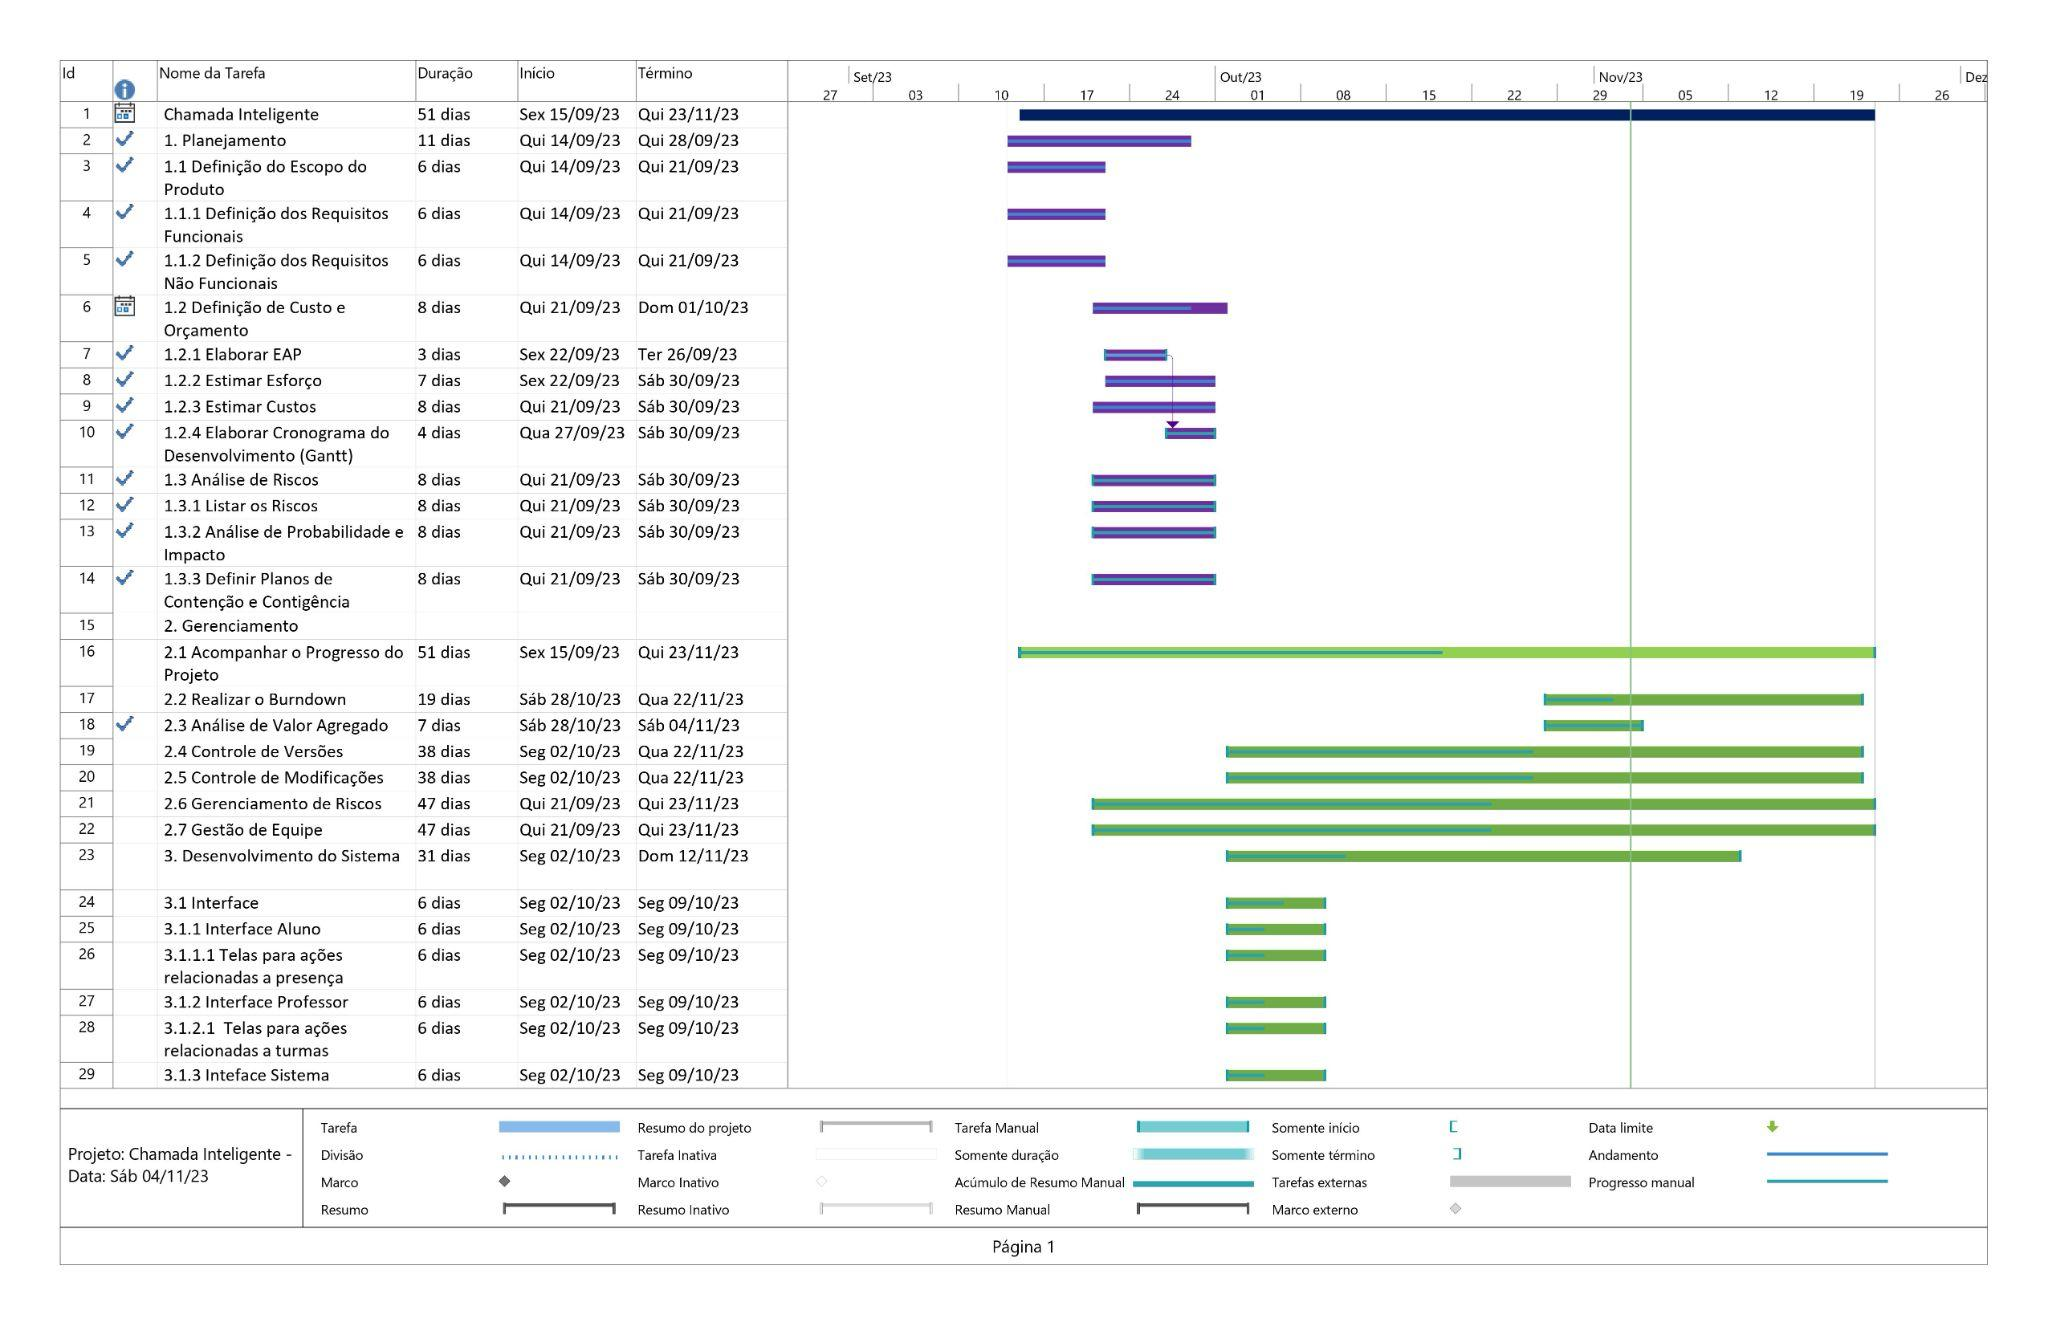 Id Nome da Tarefa Duração Início Término
Set/23 Out/23 Nov/23 Dez
27 03 10 17 24 01 08 15 22 29 05 12 19 26
1 Chamada Inteligente 51 dias Sex 15/09/23 Qui 23/11/23
2 1. Planejamento 11 dias Qui 14/09/23 Qui 28/09/23
3 1.1 Definição do Escopo do 6 dias Qui 14/09/23 Qui 21/09/23
Produto
4 1.1.1 Definição dos Requisitos 6 dias Qui 14/09/23 Qui 21/09/23
Funcionais
5 1.1.2 Definição dos Requisitos 6 dias Qui 14/09/23 Qui 21/09/23
Não Funcionais
6 1.2 Definição de Custo e 8 dias Qui 21/09/23 Dom 01/10/23
Orçamento
7 1.2.1 Elaborar EAP 3 dias Sex 22/09/23 Ter 26/09/23
8 1.2.2 Estimar Esforço 7 dias Sex 22/09/23 Sáb 30/09/23
9 1.2.3 Estimar Custos 8 dias Qui 21/09/23 Sáb 30/09/23
10 1.2.4 Elaborar Cronograma do 4 dias Qua 27/09/23 Sáb 30/09/23
Desenvolvimento (Gantt)
11 1.3 Análise de Riscos 8 dias Qui 21/09/23 Sáb 30/09/23
12 1.3.1 Listar os Riscos 8 dias Qui 21/09/23 Sáb 30/09/23
13 1.3.2 Análise de Probabilidade e 8 dias Qui 21/09/23 Sáb 30/09/23
Impacto
14 1.3.3 Definir Planos de 8 dias Qui 21/09/23 Sáb 30/09/23
Contenção e Contigência
15 2. Gerenciamento
16 2.1 Acompanhar o Progresso do 51 dias Sex 15/09/23 Qui 23/11/23
Projeto
17 2.2 Realizar o Burndown 19 dias Sáb 28/10/23 Qua 22/11/23
18 2.3 Análise de Valor Agregado 7 dias Sáb 28/10/23 Sáb 04/11/23
19 2.4 Controle de Versões 38 dias Seg 02/10/23 Qua 22/11/23
20 2.5 Controle de Modificações 38 dias Seg 02/10/23 Qua 22/11/23
21 2.6 Gerenciamento de Riscos 47 dias Qui 21/09/23 Qui 23/11/23
22 2.7 Gestão de Equipe 47 dias Qui 21/09/23 Qui 23/11/23
23 3. Desenvolvimento do Sistema 31 dias Seg 02/10/23 Dom 12/11/23
24 3.1 Interface 6 dias Seg 02/10/23 Seg 09/10/23
25 3.1.1 Interface Aluno 6 dias Seg 02/10/23 Seg 09/10/23
26 3.1.1.1 Telas para ações 6 dias Seg 02/10/23 Seg 09/10/23
relacionadas a presença
27 3.1.2 Interface Professor 6 dias Seg 02/10/23 Seg 09/10/23
28 3.1.2.1 Telas para ações 6 dias Seg 02/10/23 Seg 09/10/23
relacionadas a turmas
29 3.1.3 Inteface Sistema 6 dias Seg 02/10/23 Seg 09/10/23
Projeto: Chamada Inteligente -
Data: Sáb 04/11/23
Tarefa Resumo do projeto Tarefa Manual Somente início Data limite
Divisão Tarefa Inativa Somente duração Somente término Andamento
Marco Marco Inativo Acúmulo de Resumo Manual Tarefas externas Progresso manual
Resumo Resumo Inativo Resumo Manual Marco externo
Página 1